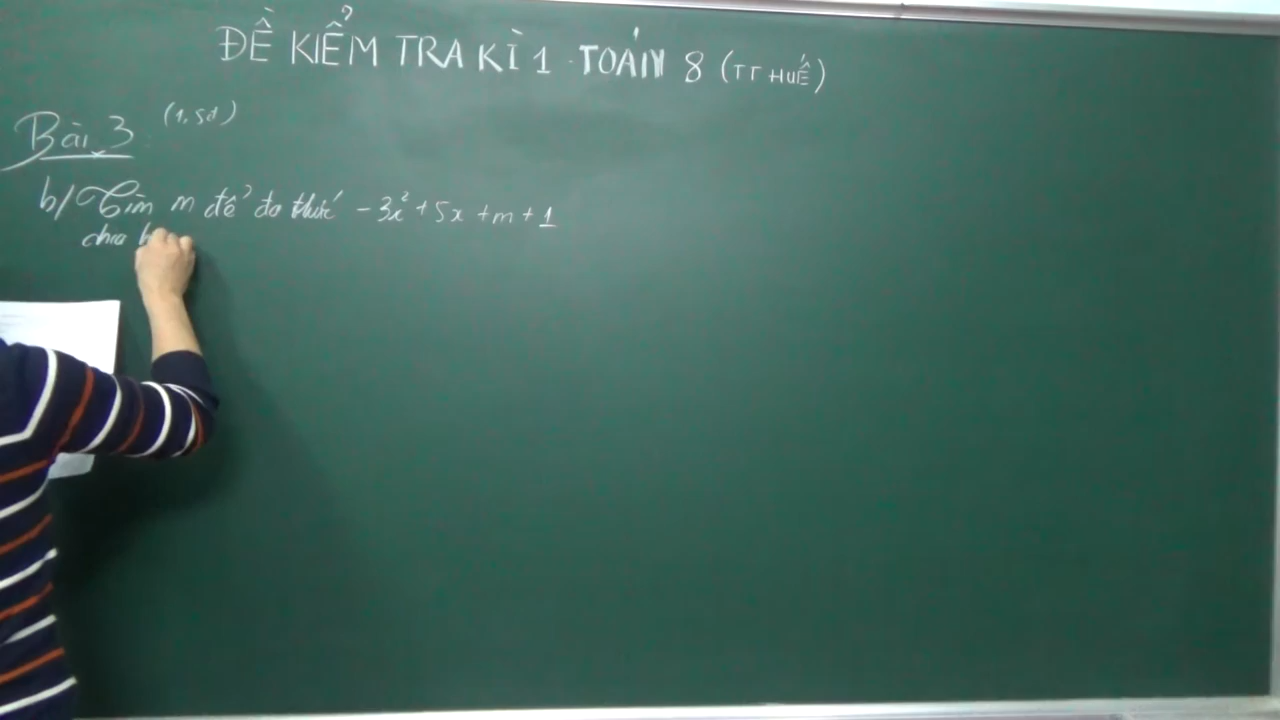 ĐỀ KIỂM TRA KÌ 1 . TOÁN 8 (TT HUẾ)
Bài 3 (1,5đ)
b/ Tìm m để đa thức -3x² + 5x + m + 1
chia